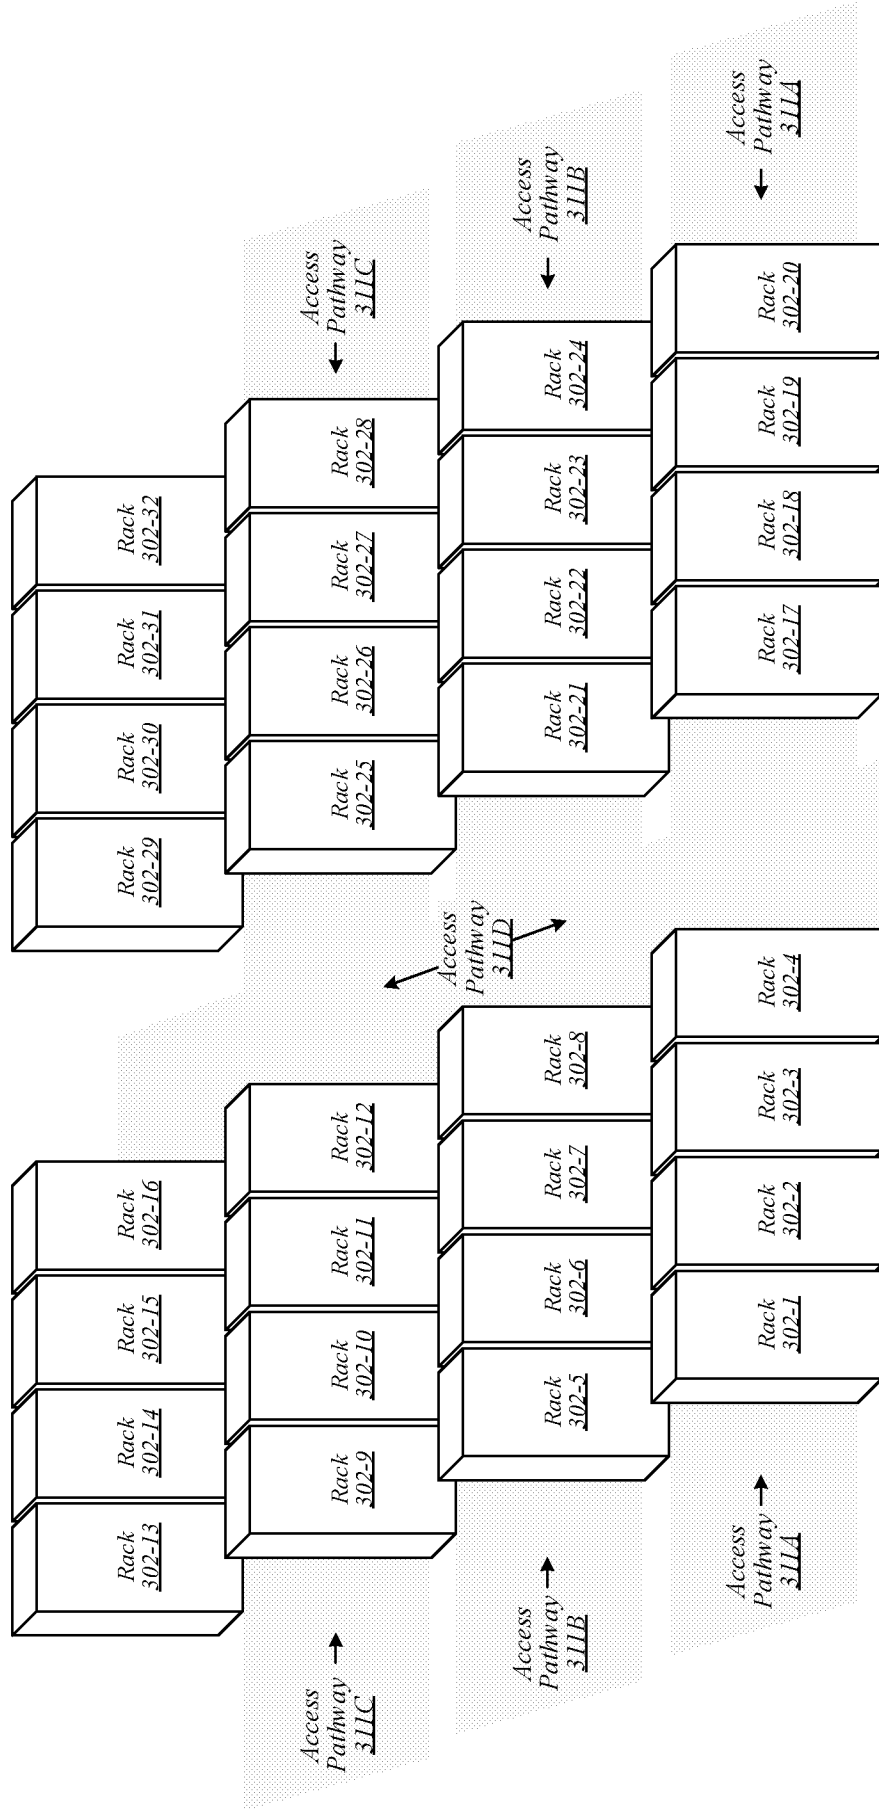 Rack
302-13
Rack
302-14
Rack
302-15
Rack
302-16
Rack
302-29
Rack
302-30
Rack
302-31
Rack
302-32
Access
Pathway
311C
Rack
302-9
Rack
302-10
Rack
302-11
Rack
302-12
Rack
302-25
Rack
302-26
Rack
302-27
Rack
302-28
Access
Pathway
311C
Access
Pathway
311D
Access
Pathway
311B
Rack
302-5
Rack
302-6
Rack
302-7
Rack
302-8
Rack
302-21
Rack
302-22
Rack
302-23
Rack
302-24
Access
Pathway
311B
Access
Pathway
311A
Rack
302-1
Rack
302-2
Rack
302-3
Rack
302-4
Rack
302-17
Rack
302-18
Rack
302-19
Rack
302-20
Access
Pathway
311A